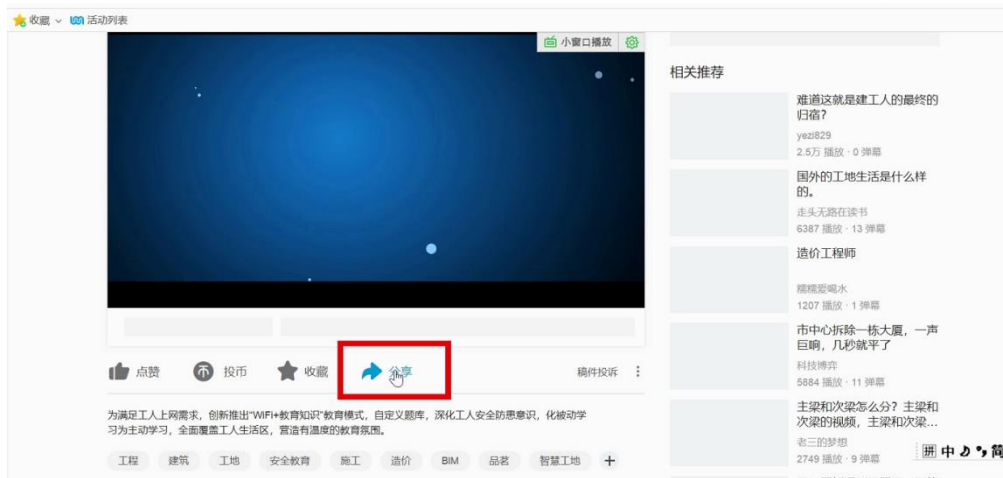 收藏 活动列表
小窗口播放
相关推荐
难道这就是建工人的最终的
归宿？
yezi829
2.5万 播放 · 0 弹幕
国外的工地生活是什么样
的。
走头无路在读书
6387 播放 · 13 弹幕
造价工程师
糯糯爱喝水
1207 播放 · 1 弹幕
市中心拆除一栋大厦，一声
巨响，几秒就平了
科技博弈
5884 播放 · 11 弹幕
主梁和次梁怎么分？主梁和
次梁的视频，主梁和次梁...
老三的梦想
2749 播放 · 9 弹幕
点赞 投币 收藏 分享 稿件投诉
为满足工人上网需求，创新推出“WIFI+教育知识”教育模式，自定义题库，深化工人安全防患意识，化被动学
习为主动学习，全面覆盖工人生活区，营造有温度的教育氛围。
工程 建筑 工地 安全教育 施工 造价 BIM 品茗 智慧工地 +
拼 中 简